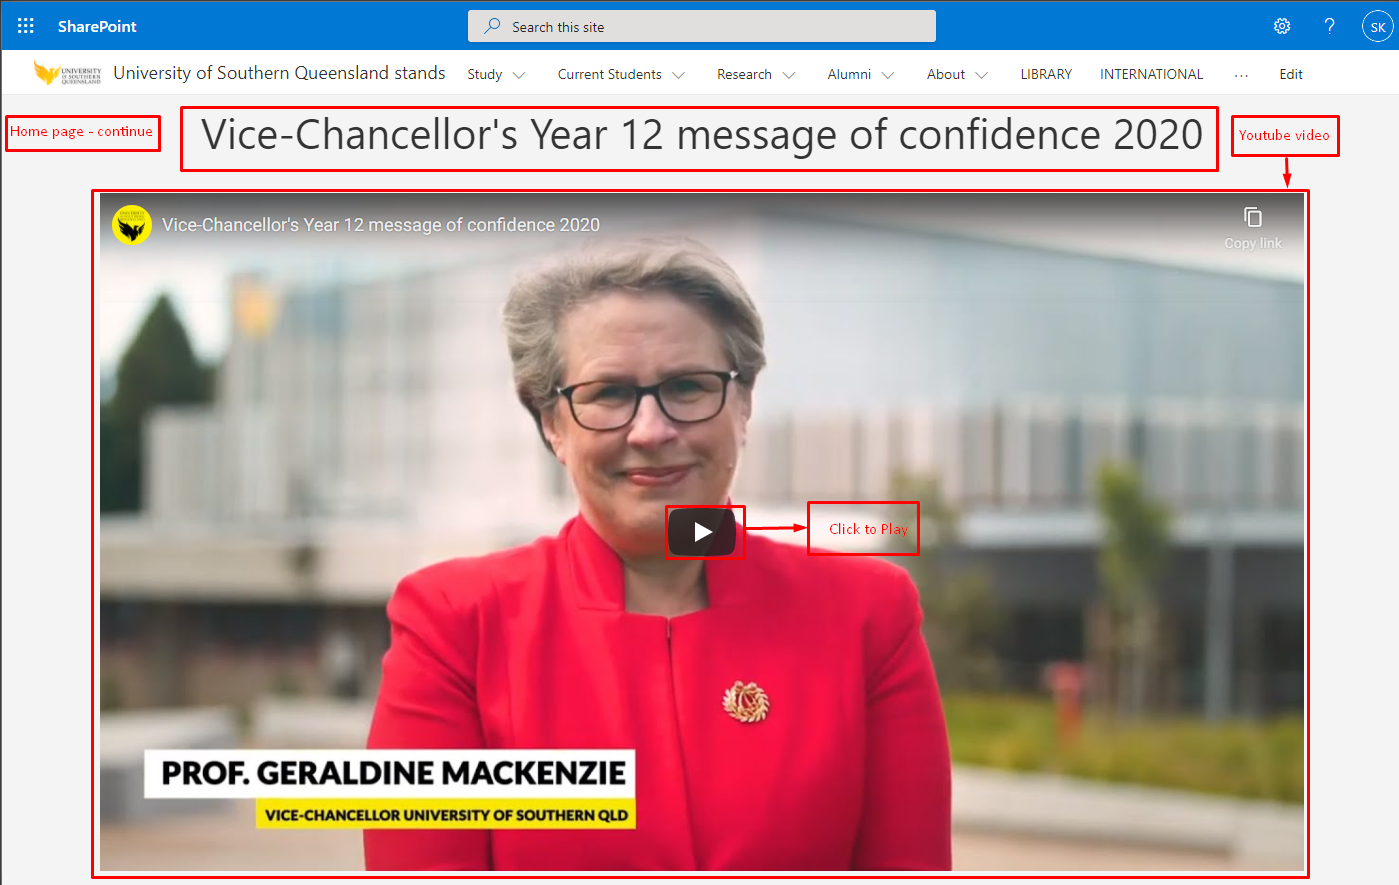 SharePoint
Search this site
?
SK
UNIVERSITY
OF SOUTHERN
QUEENSLAND
University of Southern Queensland stands
Study
Current Students
Research
Alumni
About
LIBRARY
INTERNATIONAL
...
Edit
Home page - continue
Vice-Chancellor's Year 12 message of confidence 2020
Youtube video
Vice-Chancellor's Year 12 message of confidence 2020
Copy link
Click to Play
PROF. GERALDINE MACKENZIE
VICE-CHANCELLOR UNIVERSITY OF SOUTHERN QLD